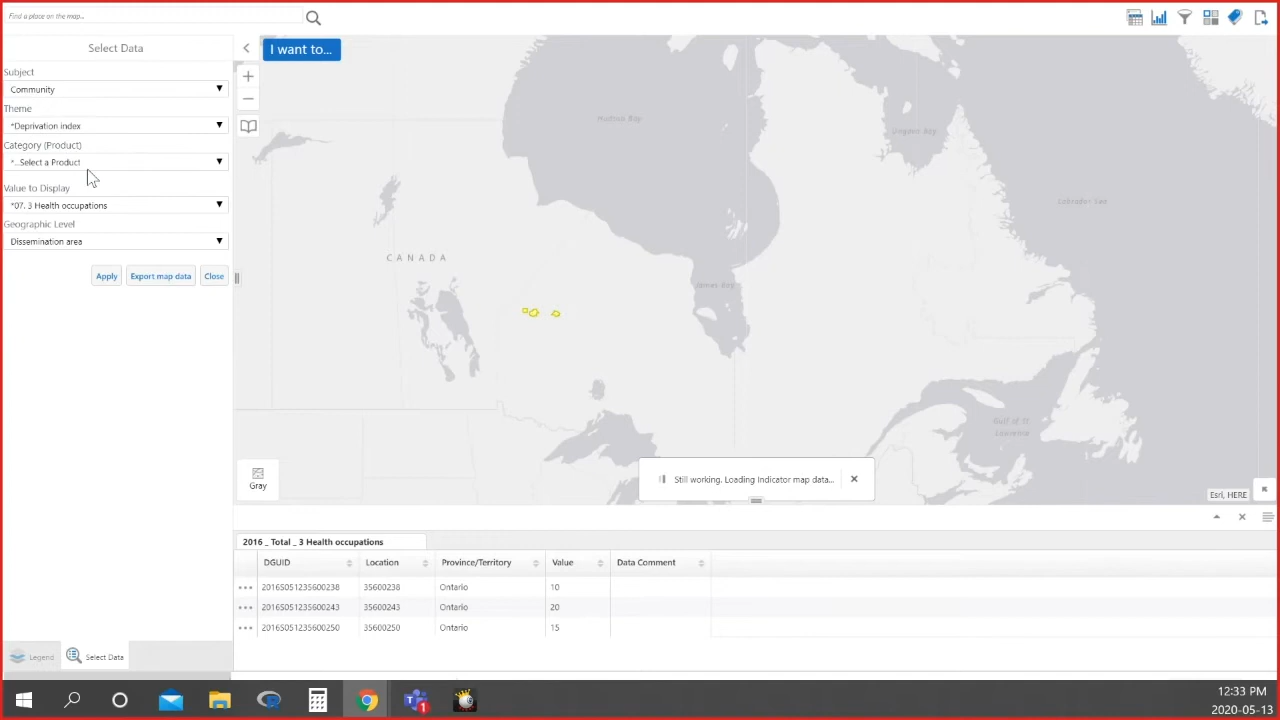 Find a place on the map...
Select Data
I want to...
Subject
Community
Theme
*Deprivation index
Category (Product)
*...Select a Product
Value to Display
*07. 3 Health occupations
Geographic Level
Dissemination area
Apply
Export map data
Close
Hudson Bay
Ungava Bay
Labrador Sea
CANADA
James Bay
Gulf of St
Lawrence
Gray
Still working. Loading Indicator map data...
Esri, HERE
2016 _ Total _ 3 Health occupations
DGUID Location Province/Territory Value Data Comment
2016S051235600238 35600238 Ontario 10
2016S051235600243 35600243 Ontario 20
2016S051235600250 35600250 Ontario 15
Legend
Select Data
1
12:33 PM
2020-05-13